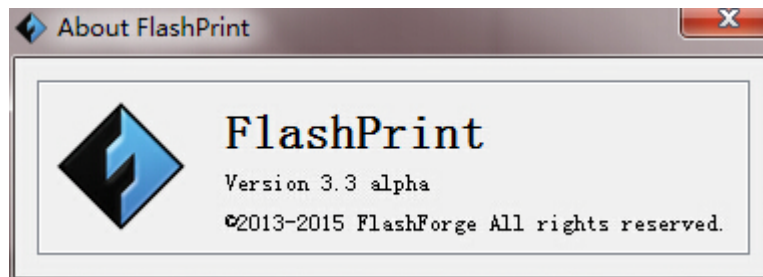 About FlashPrint
FlashPrint
Version 3.3 alpha
©2013-2015 FlashForge All rights reserved.